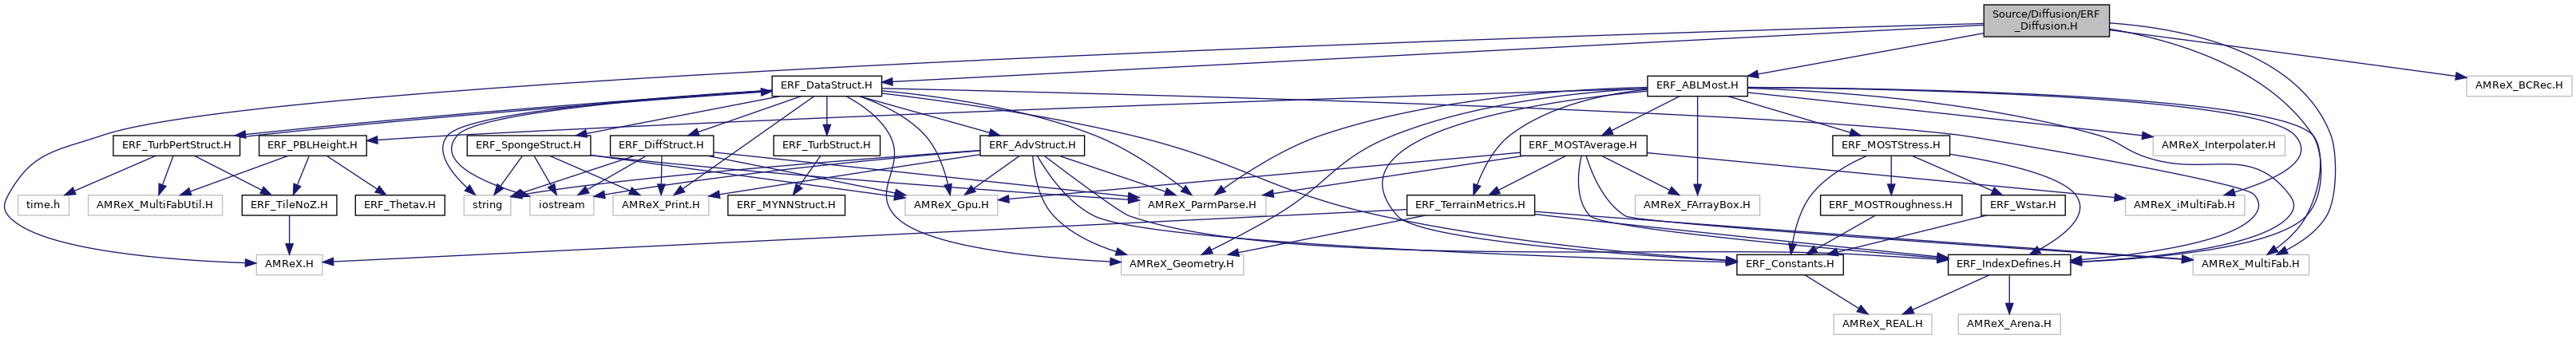 Source/Diffusion/ERF
_Diffusion.H
ERF_DataStruct.H
ERF_ABLMost.H
AMReX_BCRec.H
ERF_TurbPertStruct.H
ERF_PBLHeight.H
ERF_SpongeStruct.H
ERF_DiffStruct.H
ERF_TurbStruct.H
ERF_AdvStruct.H
ERF_MOSTAverage.H
ERF_MOSTStress.H
AMReX_Interpolater.H
time.h
AMReX_MultiFabUtil.H
ERF_TileNoZ.H
ERF_Thetav.H
string
iostream
AMReX_Print.H
ERF_MYNNStruct.H
AMReX_Gpu.H
AMReX_ParmParse.H
ERF_TerrainMetrics.H
AMReX_FArrayBox.H
ERF_MOSTRoughness.H
ERF_Wstar.H
AMReX_iMultiFab.H
AMReX.H
AMReX_Geometry.H
ERF_Constants.H
ERF_IndexDefines.H
AMReX_MultiFab.H
AMReX_REAL.H
AMReX_Arena.H